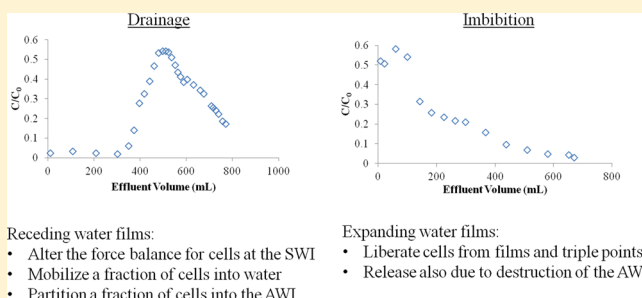 Drainage
0.6
0.5
0.4
0.3
0.2
0.1
0
C/C₀
0 200 400 600 800 1000
Effluent Volume (mL)
Imbibition
0.6
0.5
0.4
0.3
0.2
0.1
0
C/C₀
0 200 400 600 800
Effluent Volume (mL)
Receding water films:
• Alter the force balance for cells at the SWI
• Mobilize a fraction of cells into water
• Partition a fraction of cells into the AWI
Expanding water films:
• Liberate cells from films and triple points
• Release also due to destruction of the AW